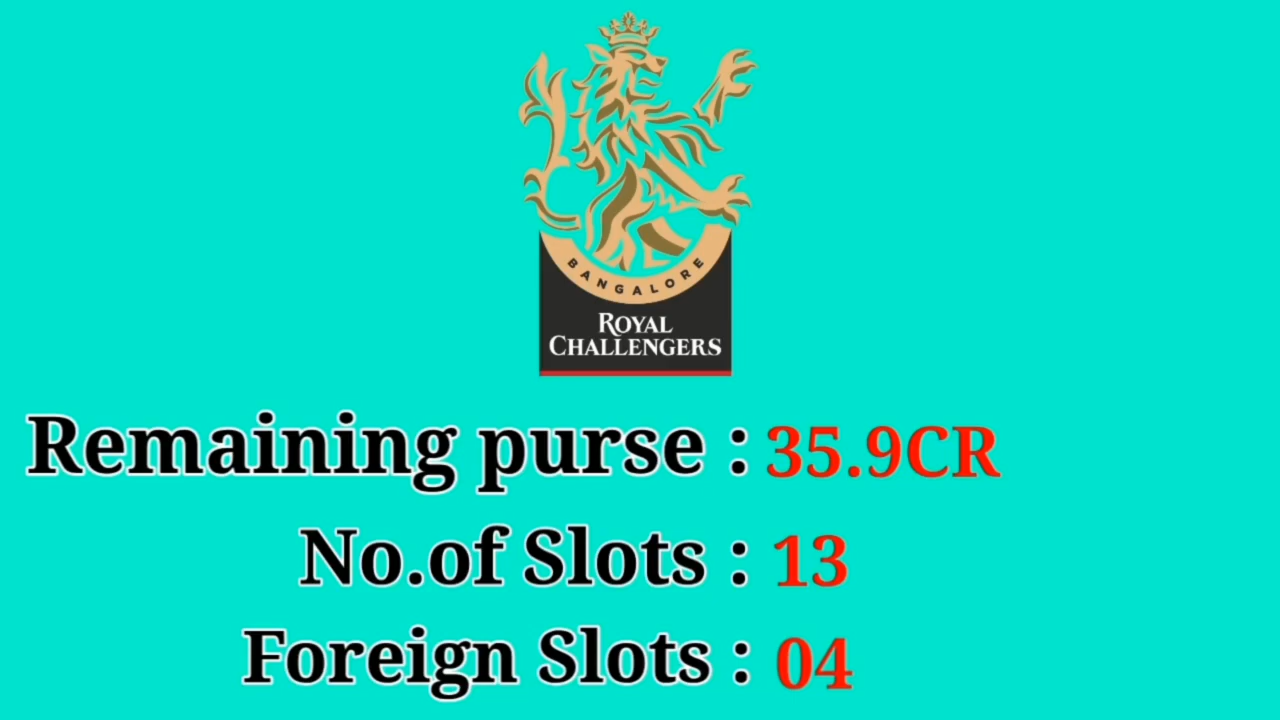 BANGALORE
ROYAL
CHALLENGERS
Remaining purse : 35.9CR
No.of Slots : 13
Foreign Slots : 04